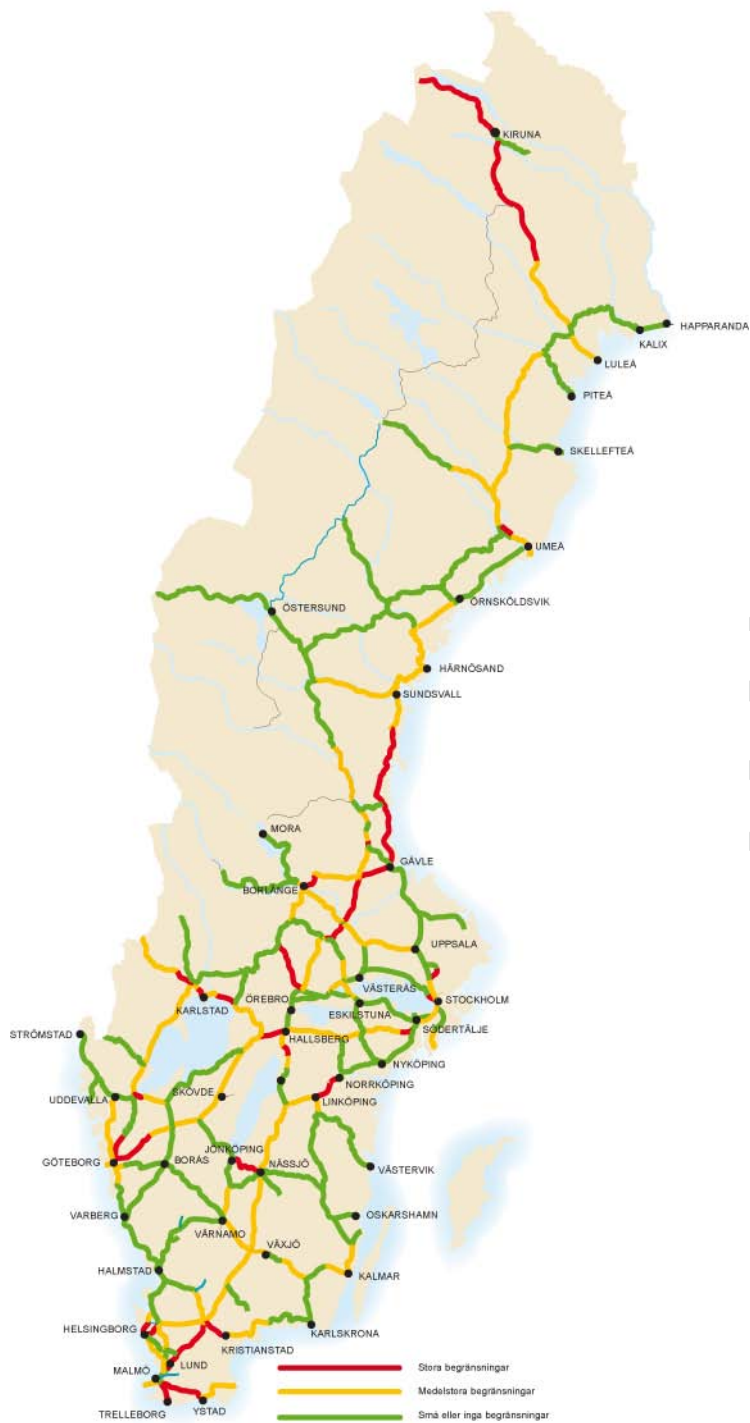 KIRUNA
HAPPARANDA
KALIX
LULEÅ
PITEÅ
SKELLEFTEÅ
UMEÅ
ÖRNSKÖLDSVIK
ÖSTERSUND
HÄRNÖSAND
SUNDSVALL
MORA
GÄVLE
BORLÄNGE
UPPSALA
VÄSTERÅS
KARLSTAD
ÖREBRO
STOCKHOLM
ESKILSTUNA
SÖDERTÄLJE
STRÖMSTAD
HALLSBERG
NYKÖPING
NORRKÖPING
SKÖVDE
UDDEVALLA
LINKÖPING
JÖNKÖPING
GÖTEBORG
BORÅS
NÄSSJÖ
VÄSTERVIK
VARBERG
OSKARSHAMN
VÄRNAMO
VÄXJÖ
HALMSTAD
KALMAR
HELSINGBORG
KARLSKRONA
KRISTIANSTAD
LUND
MALMÖ
TRELLEBORG
YSTAD
Stora begränsningar
Medelstora begränsningar
Små eller inga begränsningar